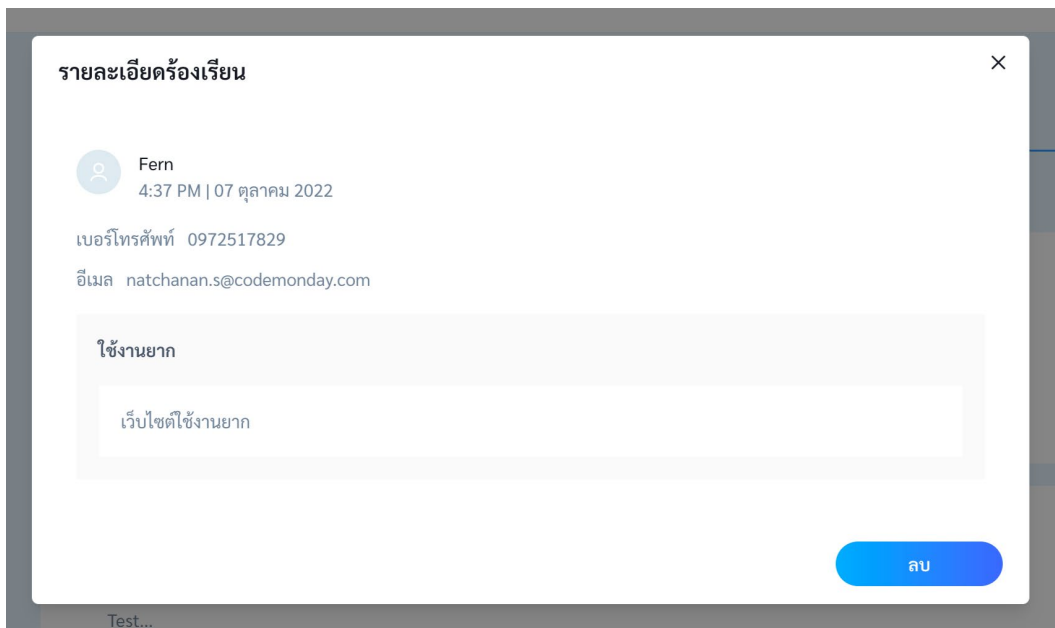 รายละเอียดร้องเรียน
Fern
4:37 PM | 07 ตุลาคม 2022
เบอร์โทรศัพท์ 0972517829
อีเมล natchanan.s@codemonday.com
ใช้งานยาก
เว็บไซต์ใช้งานยาก
ลบ
Test...